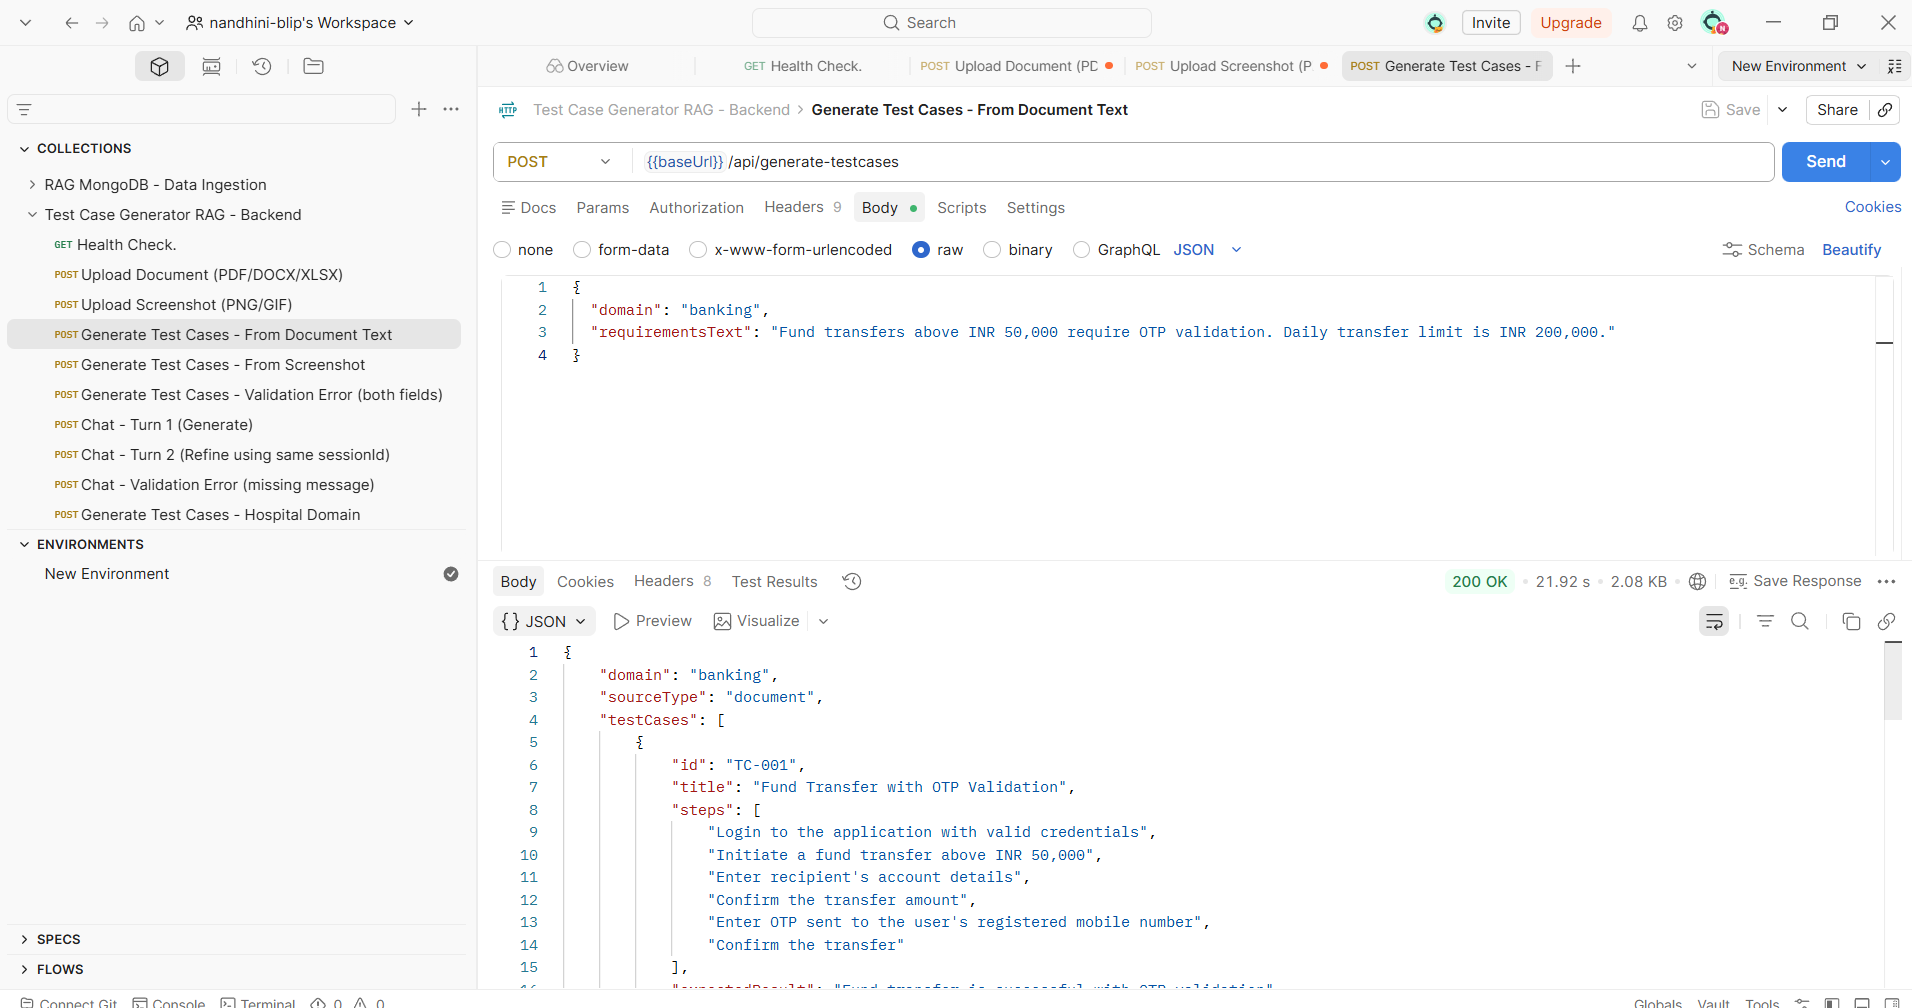 nandhini-blip's Workspace
Search
Invite
Upgrade
Overview
GET Health Check.
POST Upload Document (PD
POST Upload Screenshot (P
POST Generate Test Cases - F
New Environment
COLLECTIONS
RAG MongoDB - Data Ingestion
Test Case Generator RAG - Backend
GET Health Check.
POST Upload Document (PDF/DOCX/XLSX)
POST Upload Screenshot (PNG/GIF)
POST Generate Test Cases - From Document Text
POST Generate Test Cases - From Screenshot
POST Generate Test Cases - Validation Error (both fields)
POST Chat - Turn 1 (Generate)
POST Chat - Turn 2 (Refine using same sessionId)
POST Chat - Validation Error (missing message)
POST Generate Test Cases - Hospital Domain
ENVIRONMENTS
New Environment
SPECS
FLOWS
HTTP Test Case Generator RAG - Backend > Generate Test Cases - From Document Text
Save
Share
POST {{baseUrl}} /api/generate-testcases
Send
Docs Params Authorization Headers 9 Body Scripts Settings
Cookies
none form-data x-www-form-urlencoded raw binary GraphQL JSON
Schema Beautify
1 {
2 "domain": "banking",
3 "requirementsText": "Fund transfers above INR 50,000 require OTP validation. Daily transfer limit is INR 200,000."
4 }
Body Cookies Headers 8 Test Results
200 OK • 21.92 s • 2.08 KB • e.g. Save Response
{} JSON Preview Visualize
1 {
2 "domain": "banking",
3 "sourceType": "document",
4 "testCases": [
5 {
6 "id": "TC-001",
7 "title": "Fund Transfer with OTP Validation",
8 "steps": [
9 "Login to the application with valid credentials",
10 "Initiate a fund transfer above INR 50,000",
11 "Enter recipient's account details",
12 "Confirm the transfer amount",
13 "Enter OTP sent to the user's registered mobile number",
14 "Confirm the transfer"
15 ],
16 "expectedResult": "Fund transfer is successful with OTP validation"
Connect Git Console Terminal 0 0
Globals Vault Tools